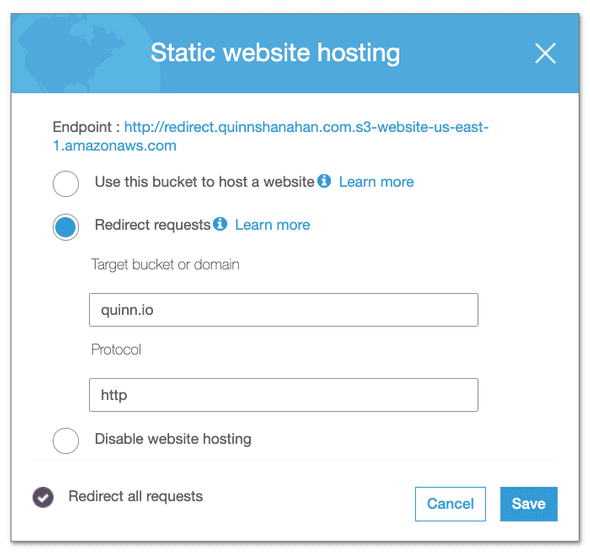 Static website hosting
Endpoint : http://redirect.quinnshanahan.com.s3-website-us-east-
1.amazonaws.com
Use this bucket to host a website Learn more
Redirect requests Learn more
Target bucket or domain
quinn.io
Protocol
http
Disable website hosting
Redirect all requests
Cancel Save